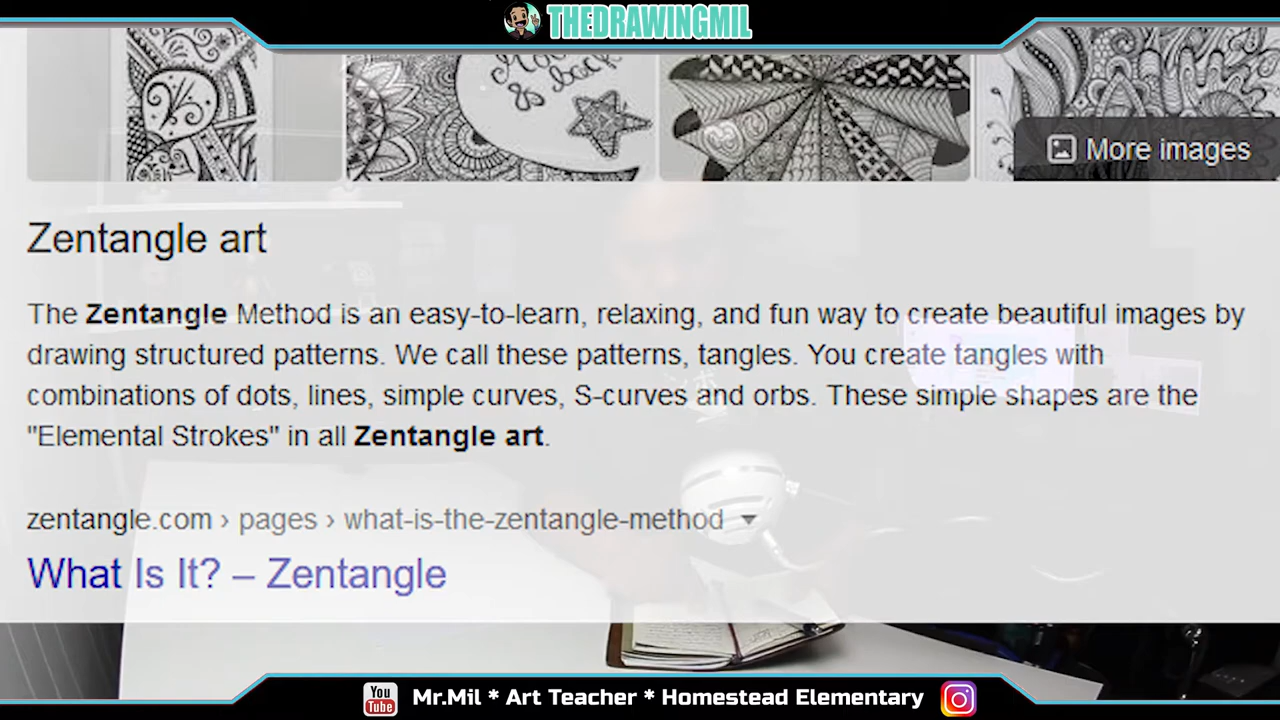 THEDRAWINGMIL
& back
More images
Zentangle art
The Zentangle Method is an easy-to-learn, relaxing, and fun way to create beautiful images by
drawing structured patterns. We call these patterns, tangles. You create tangles with
combinations of dots, lines, simple curves, S-curves and orbs. These simple shapes are the
"Elemental Strokes" in all Zentangle art.
zentangle.com › pages › what-is-the-zentangle-method
What Is It? – Zentangle
You
Tube
Mr.Mil * Art Teacher * Homestead Elementary